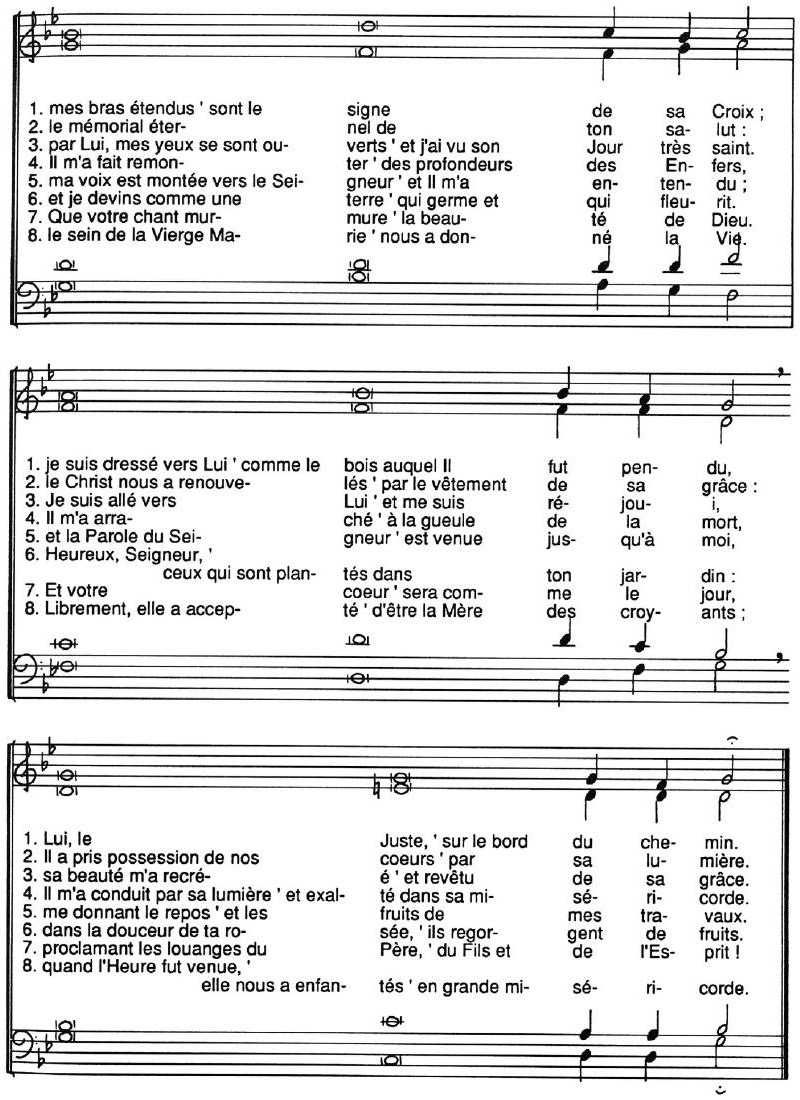 1. mes bras étendus ' sont le signe de sa Croix ;
2. le mémorial éter- nel de ton sa- lut :
3. par Lui, mes yeux se sont ou- verts ' et j'ai vu son Jour très saint.
4. Il m'a fait remon- ter ' des profondeurs des En- fers,
5. ma voix est montée vers le Sei- gneur ' et Il m'a en- ten- du ;
6. et je devins comme une terre ' qui germe et qui fleu- rit.
7. Que votre chant mur- mure ' la beau- té de Dieu.
8. le sein de la Vierge Ma- rie ' nous a don- né la Vie.
1. je suis dressé vers Lui ' comme le bois auquel Il fut pen- du,
2. le Christ nous a renouve- lés ' par le vêtement de sa grâce :
3. Je suis allé vers Lui ' et me suis ré- joui- i,
4. Il m'a arra- ché ' à la gueule de la mort,
5. et la Parole du Sei- gneur ' est venue jus- qu'à moi,
6. Heureux, Seigneur, '
ceux qui sont plan- tés dans ton jar- din :
7. Et votre coeur ' sera com- me le jour,
8. Librement, elle a accep- té ' d'être la Mère des croy- ants ;
1. Lui, le Juste, ' sur le bord du che- min.
2. Il a pris possession de nos coeurs ' par sa lu- mière.
3. sa beauté m'a recré- é ' et revêtu de sa grâce.
4. Il m'a conduit par sa lumière ' et exal- té dans sa mi- sé- ri- corde.
5. me donnant le repos ' et les fruits de mes tra- vaux.
6. dans la douceur de ta ro- sée, ' ils regor- gent de fruits.
7. proclamant les louanges du Père, ' du Fils et de l'Es- prit !
8. quand l'Heure fut venue, '
elle nous a enfan- tés ' en grande mi- sé- ri- corde.